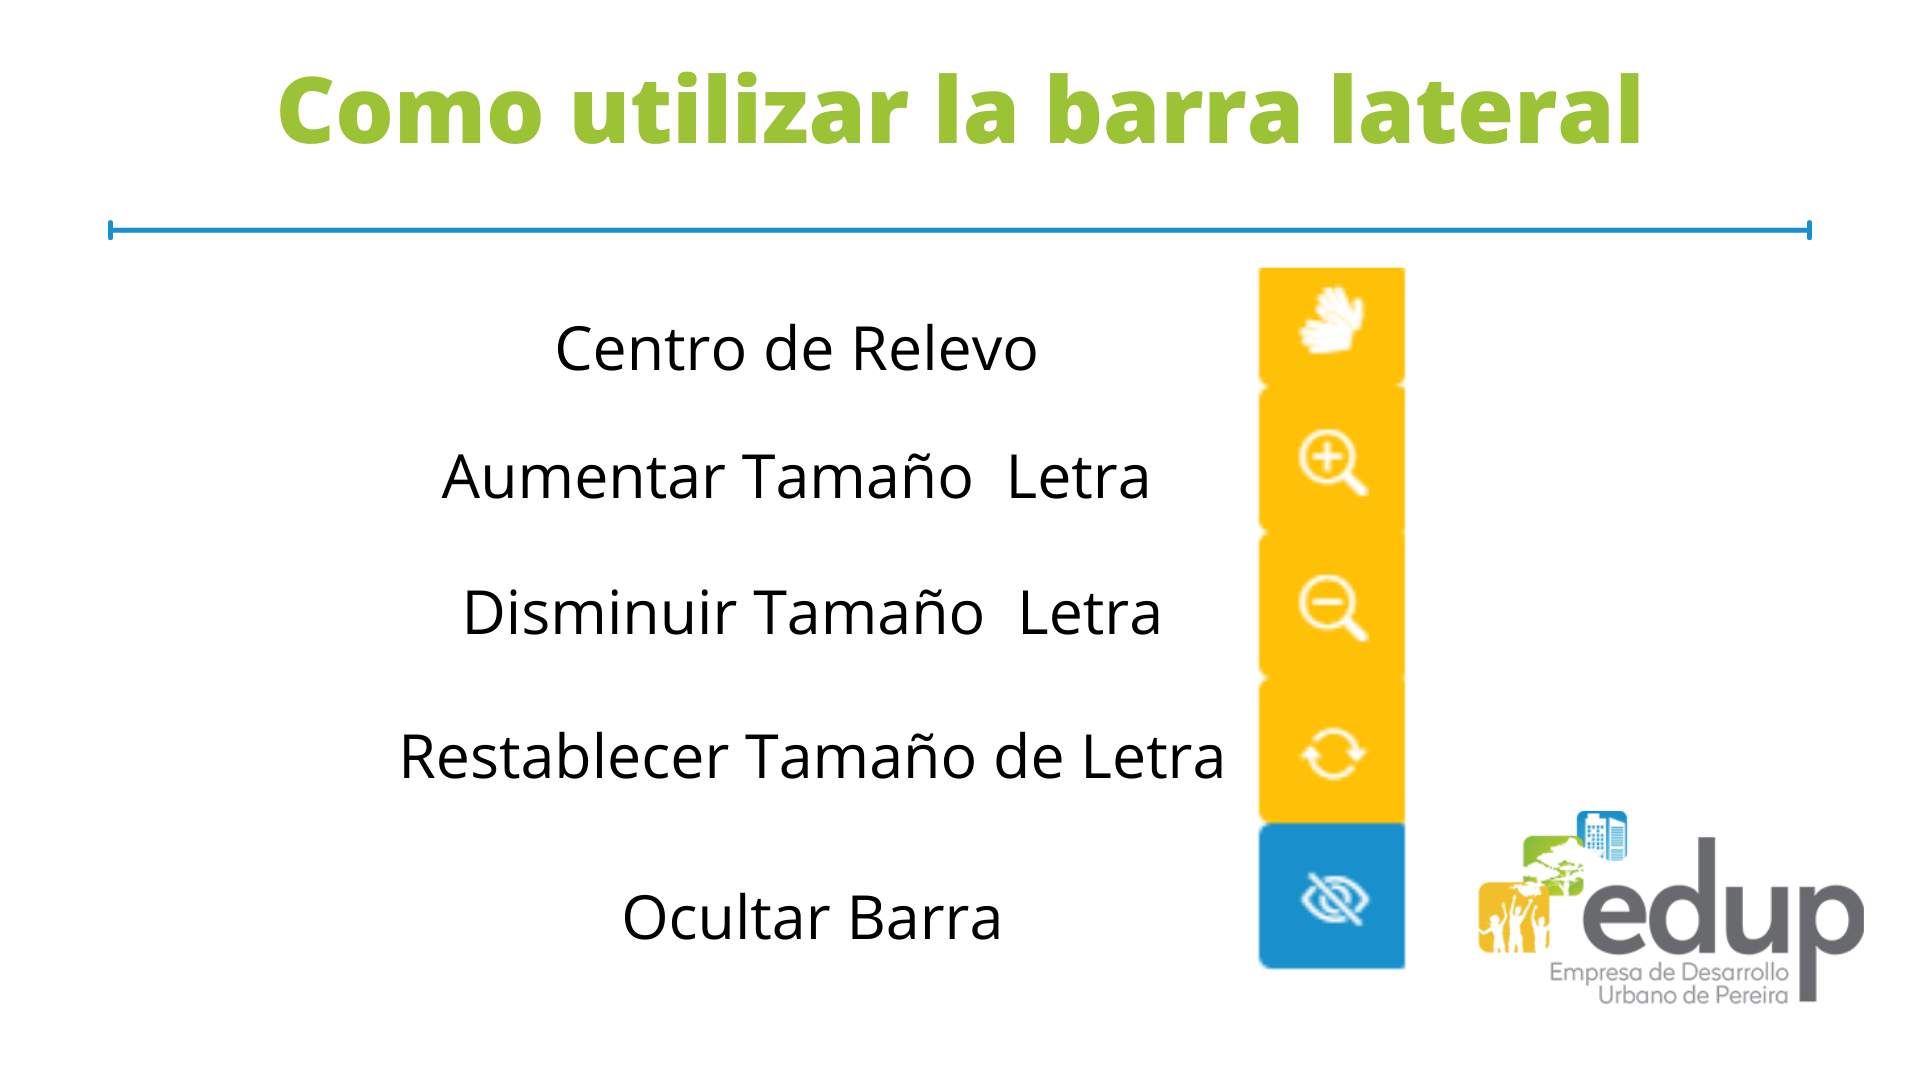 Como utilizar la barra lateral
Centro de Relevo
Aumentar Tamaño  Letra
Disminuir Tamaño  Letra
Restablecer Tamaño de Letra
Ocultar Barra
edup
Empresa de Desarrollo
Urbano de Pereira